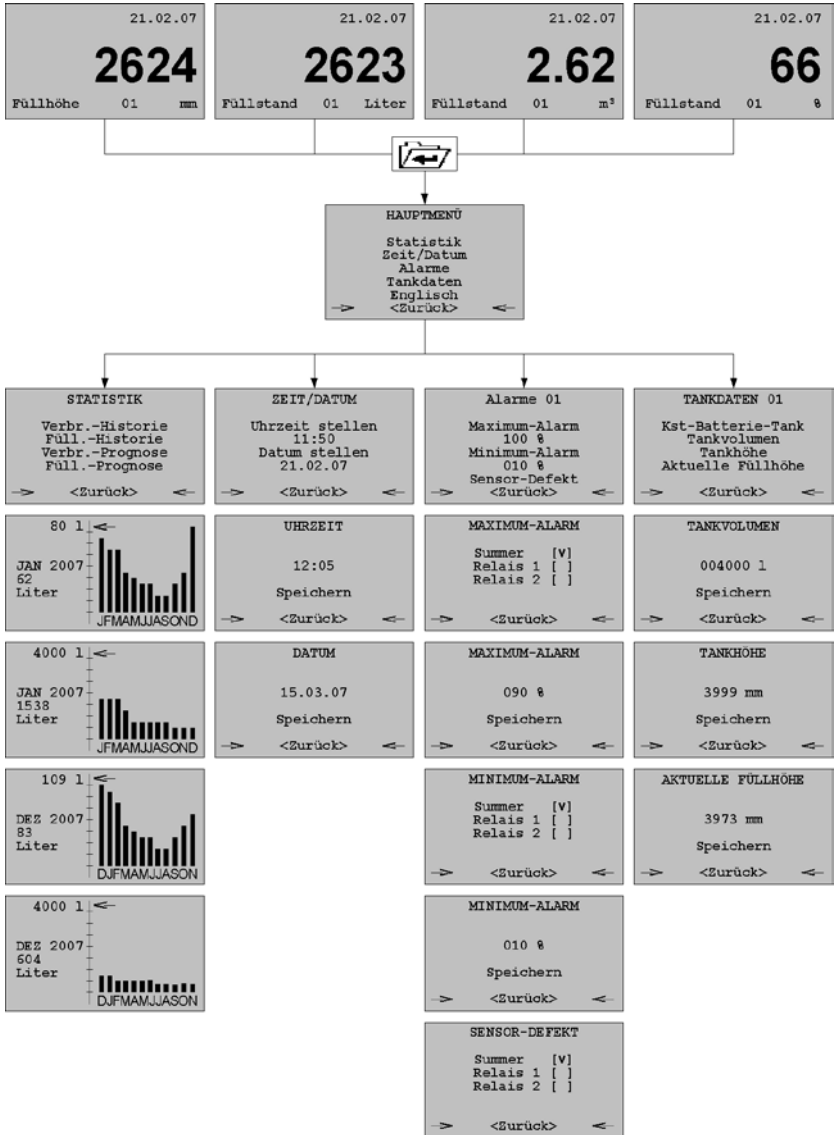 21.02.07
2624
Füllhöhe 01 mm
21.02.07
2623
Füllstand 01 Liter
21.02.07
2.62
Füllstand 01 m³
21.02.07
66
Füllstand 01 %
HAUPTMENÜ
Statistik
Zeit/Datum
Alarme
Tankdaten
Englisch
<Zurück>
STATISTIK
Verbr.-Historie
Füll.-Historie
Verbr.-Prognose
Füll.-Prognose
<Zurück>
80 l
JAN 2007
62
Liter
JFMAMJJASOND
4000 l
JAN 2007
1538
Liter
JFMAMJJASOND
109 l
DEZ 2007
83
Liter
DJFMAMJJASON
4000 l
DEZ 2007
604
Liter
DJFMAMJJASON
ZEIT/DATUM
Uhrzeit stellen
11:50
Datum stellen
21.02.07
<Zurück>
UHRZEIT
12:05
Speichern
<Zurück>
DATUM
15.03.07
Speichern
<Zurück>
Alarme 01
Maximum-Alarm
100 %
Minimum-Alarm
010 %
Sensor-Defekt
<Zurück>
MAXIMUM-ALARM
Summer [V]
Relais 1 [ ]
Relais 2 [ ]
<Zurück>
MAXIMUM-ALARM
090 %
Speichern
<Zurück>
MINIMUM-ALARM
Summer [V]
Relais 1 [ ]
Relais 2 [ ]
<Zurück>
MINIMUM-ALARM
010 %
Speichern
<Zurück>
SENSOR-DEFEKT
Summer [V]
Relais 1 [ ]
Relais 2 [ ]
<Zurück>
TANKDATEN 01
Kst-Batterie-Tank
Tankvolumen
Tankhöhe
Aktuelle Füllhöhe
<Zurück>
TANKVOLUMEN
004000 l
Speichern
<Zurück>
TANKHÖHE
3999 mm
Speichern
<Zurück>
AKTUELLE FÜLLHÖHE
3973 mm
Speichern
<Zurück>